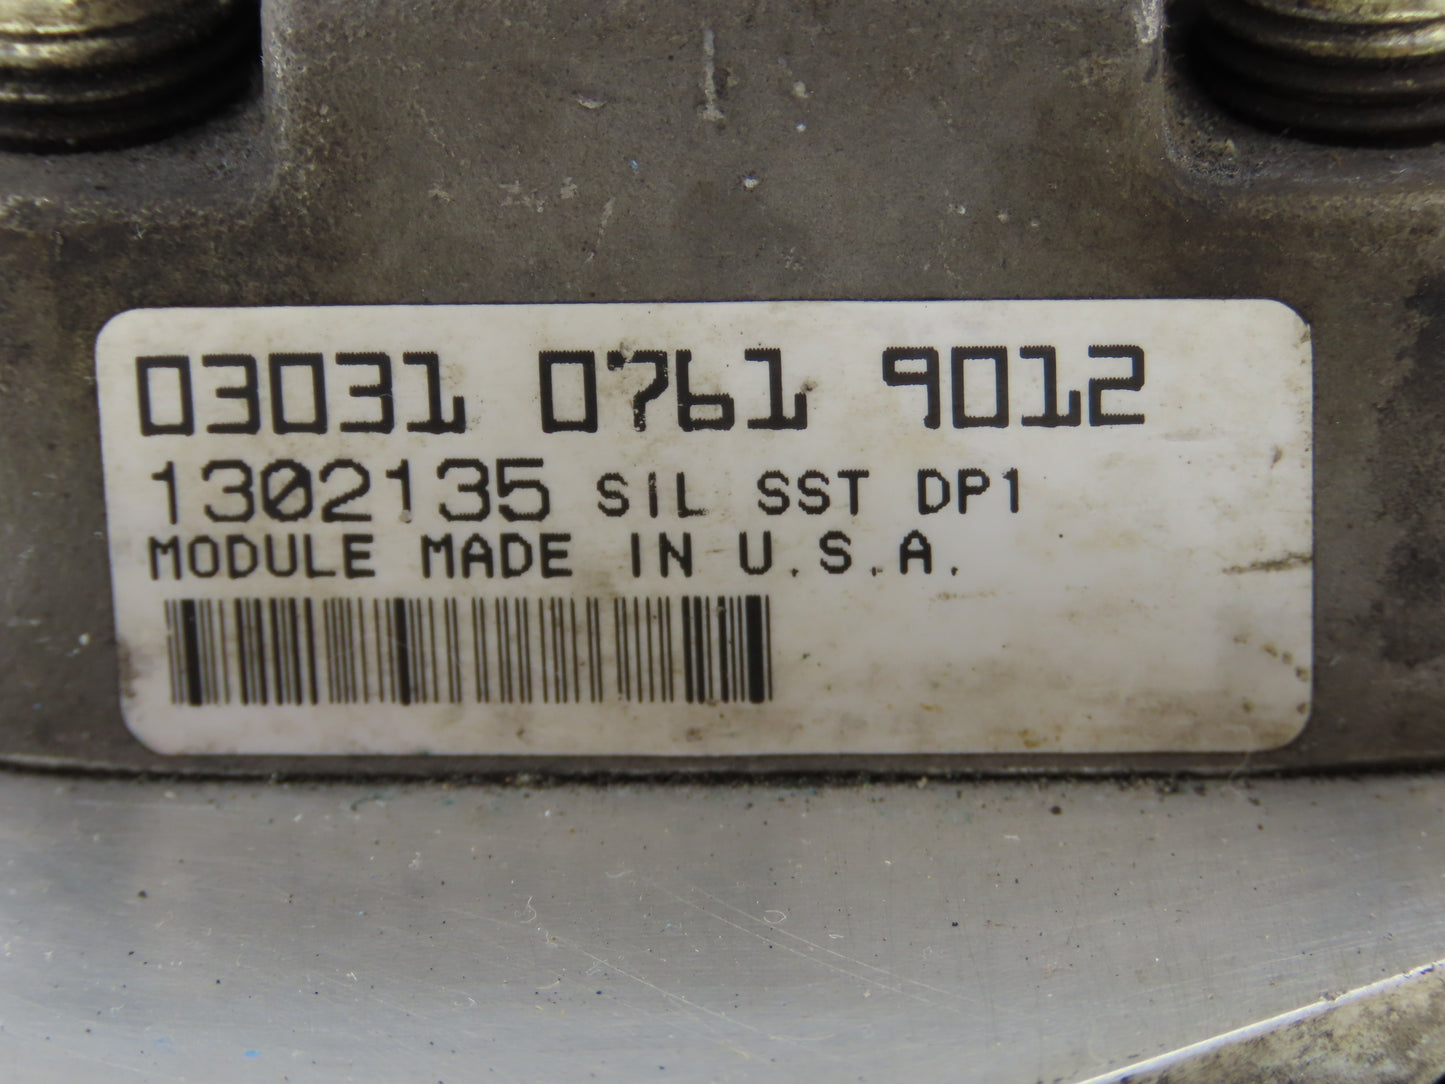 03031 0761 9012
1302135 SIL SST DP1
MODULE MADE IN U.S.A.